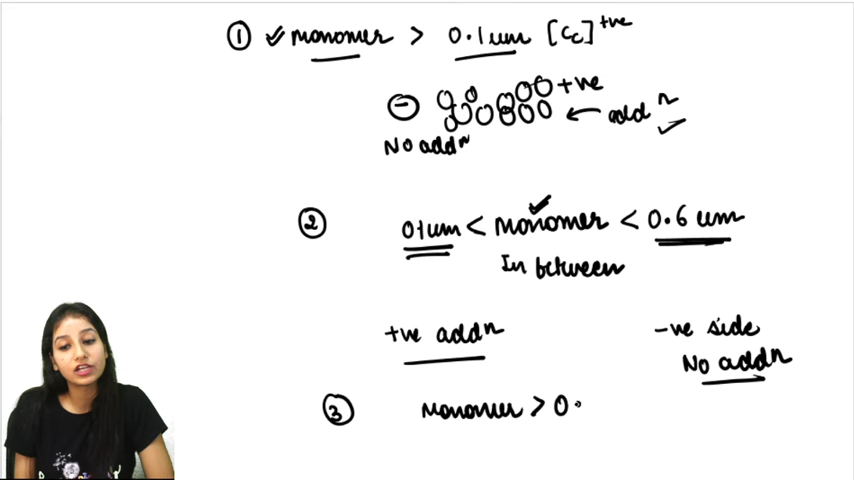 ① ✓ monomer > 0.1um [Cc]+ve
⊖ +ve
← addn ✓
No addn
② 0.1um < monomer < 0.6 um
In between
+ve addn -ve side
No addn
③ monomer > 0.